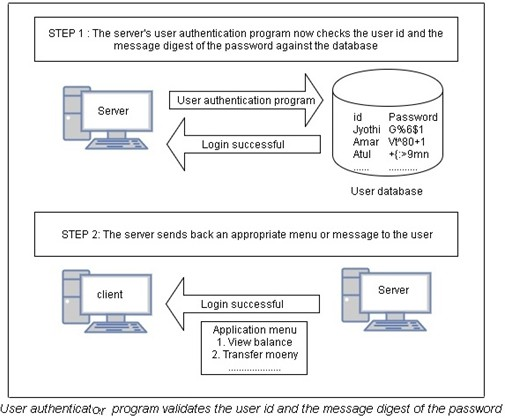 STEP 1 : The server's user authentication program now checks the user id and the
message digest of the password against the database
Server
User authentication program
Login successful
id Password
Jyothi G%6$1
Amar Vt^80+1
Atul +{:>9mn
...... ...........
User database
STEP 2: The server sends back an appropriate menu or message to the user
client
Login successful
Server
Application menu
1. View balance
2. Transfer moeny
....................
User authenticator program validates the user id and the message digest of the password